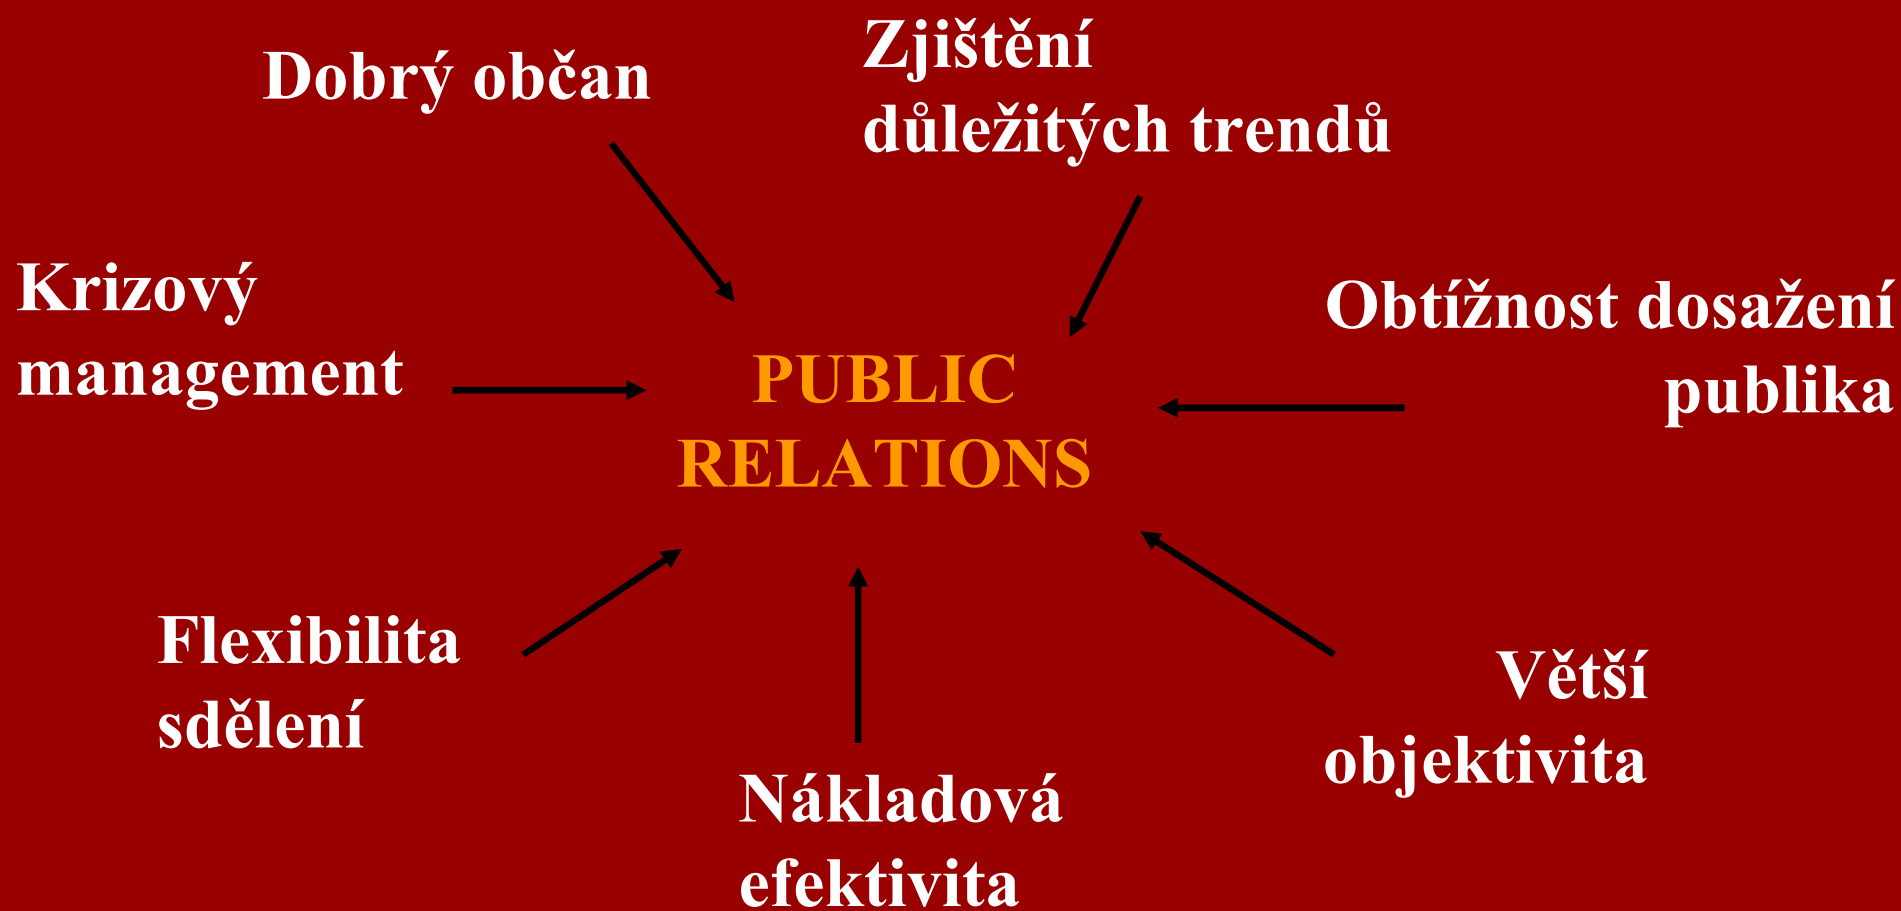 Dobrý občan
Zjištění
důležitých trendů
Krizový
management
Obtížnost dosažení
publika
PUBLIC
RELATIONS
Flexibilita
sdělení
Větší
objektivita
Nákladová
efektivita